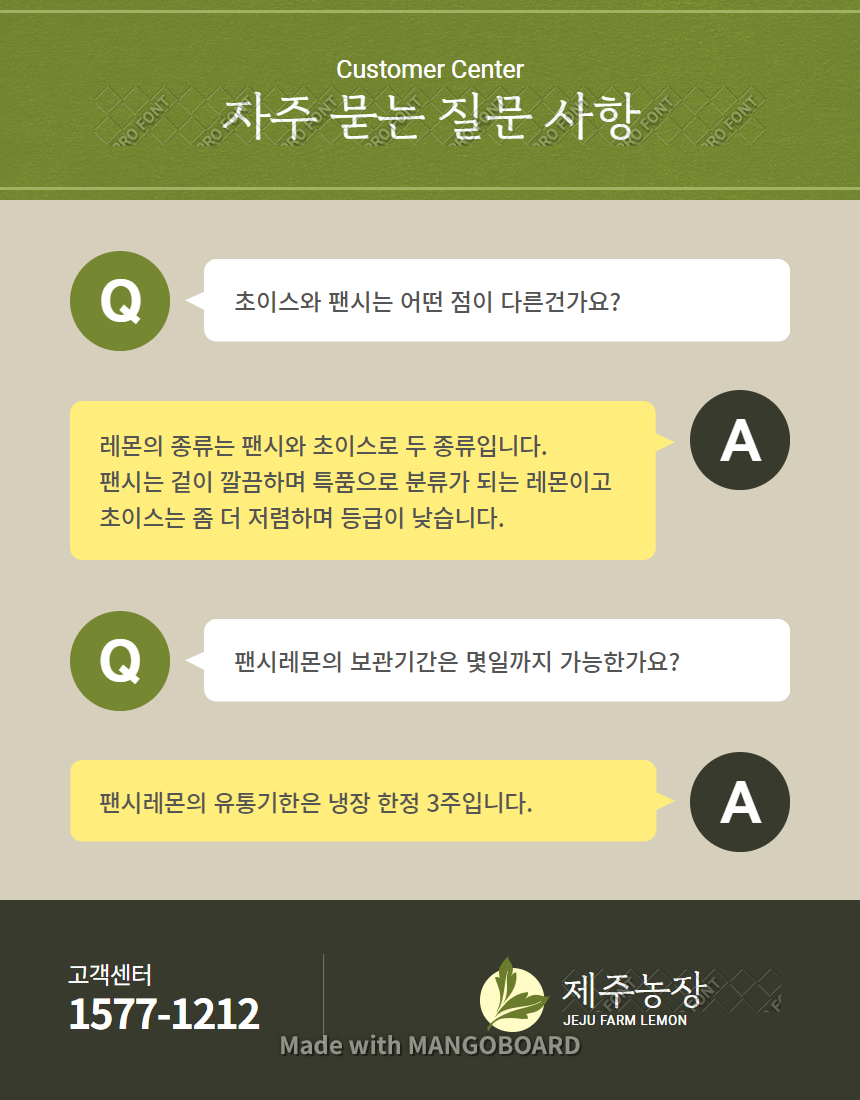 Customer Center
자주 묻는 질문 사항
Q
초이스와 팬시는 어떤 점이 다른건가요?
A
레몬의 종류는 팬시와 초이스로 두 종류입니다.
팬시는 겉이 깔끔하며 특품으로 분류가 되는 레몬이고
초이스는 좀 더 저렴하며 등급이 낮습니다.
Q
팬시레몬의 보관기간은 몇일까지 가능한가요?
A
팬시레몬의 유통기한은 냉장 한정 3주입니다.
고객센터
1577-1212
제주농장
JEJU FARM LEMON
Made with MANGOBOARD
PRO FONT